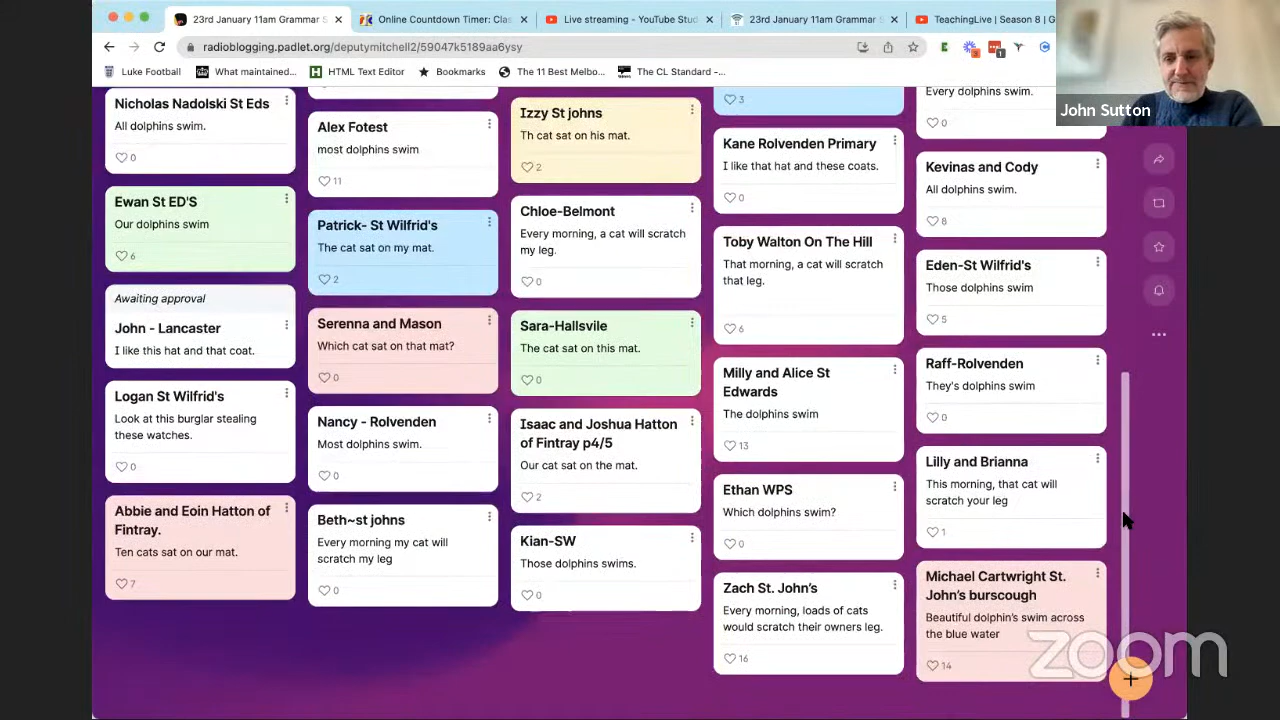 23rd January 11am Grammar S
Online Countdown Timer: Clas
Live streaming - YouTube Stud
23rd January 11am Grammar S
TeachingLive | Season 8 | G
radioblogging.padlet.org/deputymitchell2/59047k5189aa6ysy
Luke Football
What maintained...
HTML Text Editor
Bookmarks
The 11 Best Melbo...
The CL Standard -...
John Sutton
Nicholas Nadolski St Eds
All dolphins swim.
0
Ewan St ED'S
Our dolphins swim
6
Awaiting approval
John - Lancaster
I like this hat and that coat.
Logan St Wilfrid's
Look at this burglar stealing
these watches.
0
Abbie and Eoin Hatton of
Fintray.
Ten cats sat on our mat.
7
Alex Fotest
most dolphins swim
11
Patrick- St Wilfrid's
The cat sat on my mat.
2
Serenna and Mason
Which cat sat on that mat?
0
Nancy - Rolvenden
Most dolphins swim.
0
Beth~st johns
Every morning my cat will
scratch my leg
0
Izzy St johns
Th cat sat on his mat.
2
Chloe-Belmont
Every morning, a cat will scratch
my leg.
0
Sara-Hallsvile
The cat sat on this mat.
0
Isaac and Joshua Hatton
of Fintray p4/5
Our cat sat on the mat.
2
Kian-SW
Those dolphins swims.
0
3
Kane Rolvenden Primary
I like that hat and these coats.
0
Toby Walton On The Hill
That morning, a cat will scratch
that leg.
6
Milly and Alice St
Edwards
The dolphins swim
13
Ethan WPS
Which dolphins swim?
0
Zach St. John's
Every morning, loads of cats
would scratch their owners leg.
16
Every dolphins swim.
0
Kevinas and Cody
All dolphins swim.
8
Eden-St Wilfrid's
Those dolphins swim
5
Raff-Rolvenden
They's dolphins swim
0
Lilly and Brianna
This morning, that cat will
scratch your leg
1
Michael Cartwright St.
John's burscough
Beautiful dolphin's swim across
the blue water
14
zoom